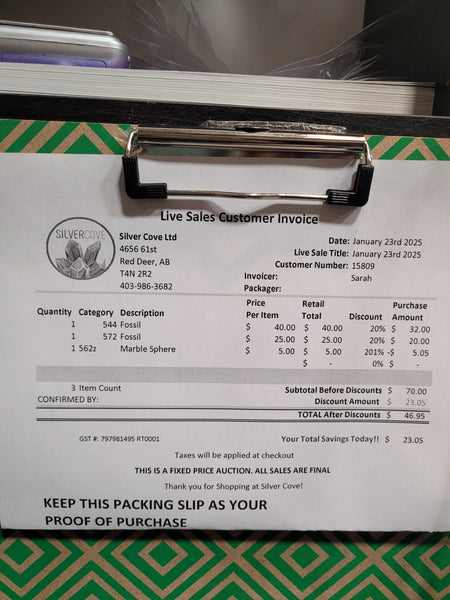 Live Sales Customer Invoice
SILVERCOVE
Silver Cove Ltd
4656 61st
Red Deer, AB
T4N 2R2
403-986-3682
Date: January 23rd 2025
Live Sale Title: January 23rd 2025
Customer Number: 15809
Invoicer: Sarah
Packager:
Quantity Category Description Price Per Item Retail Total Discount Purchase Amount
1 544 Fossil $ 40.00 $ 40.00 20% $ 32.00
1 572 Fossil $ 25.00 $ 25.00 20% $ 20.00
1 562z Marble Sphere $ 5.00 $ 5.00 201% -$ 5.05
$ - 0% $ -
3 Item Count Subtotal Before Discounts $ 70.00
CONFIRMED BY: Discount Amount $ 23.05
TOTAL After Discounts $ 46.95
GST #: 797981495 RT0001 Your Total Savings Today!! $ 23.05
Taxes will be applied at checkout
THIS IS A FIXED PRICE AUCTION. ALL SALES ARE FINAL
Thank you for Shopping at Silver Cove!
KEEP THIS PACKING SLIP AS YOUR
PROOF OF PURCHASE